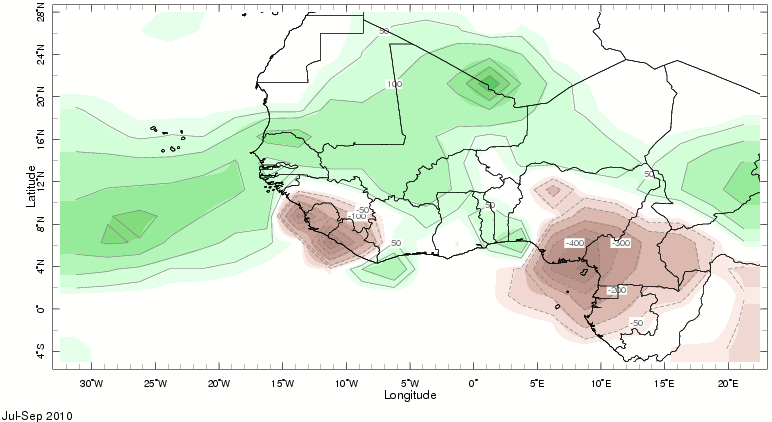 28°N
24°N
20°N
16°N
12°N
8°N
4°N
0°
4°S
Latitude
50
100
50
-50
-100
50
50
-400
-300
-200
-50
30°W 25°W 20°W 15°W 10°W 5°W 0° 5°E 10°E 15°E 20°E
Longitude
Jul-Sep 2010